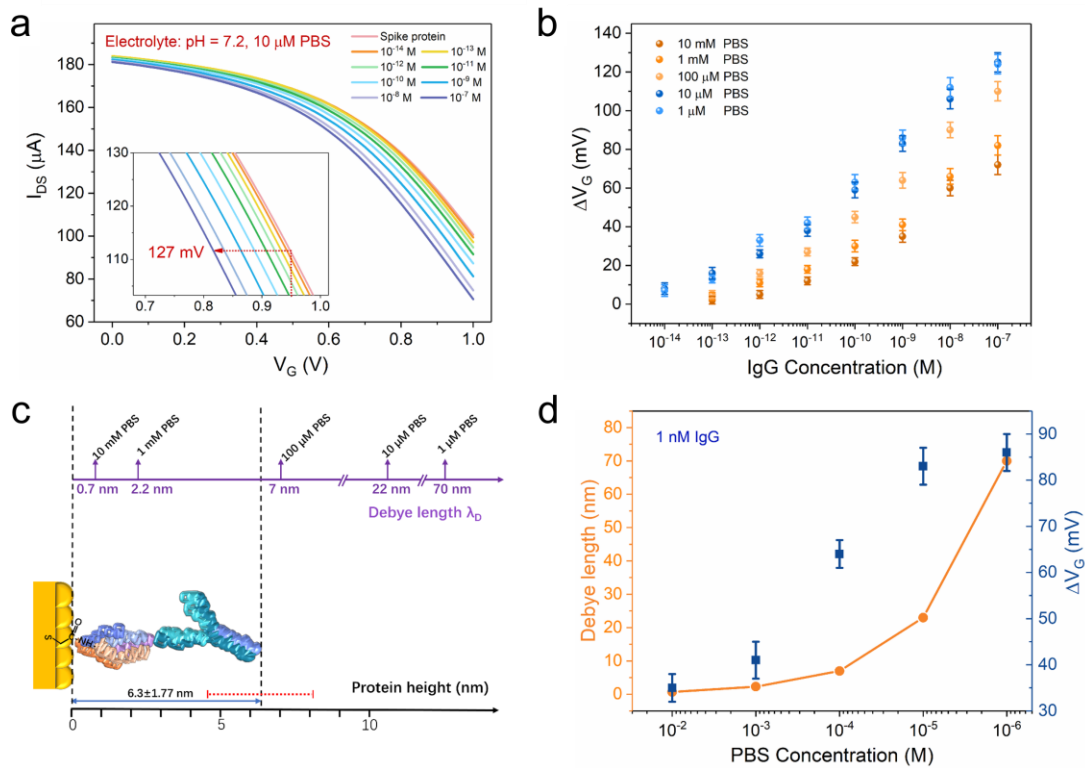 a
Electrolyte: pH = 7.2, 10 μM PBS
Spike protein
10⁻¹⁴ M 10⁻¹³ M
10⁻¹² M 10⁻¹¹ M
10⁻¹⁰ M 10⁻⁹ M
10⁻⁸ M 10⁻⁷ M
180
160
140
120
100
80
60
I_DS (μA)
130
120
110
127 mV
0.7 0.8 0.9 1.0
0.0 0.2 0.4 0.6 0.8 1.0
V_G (V)
b
10 mM PBS
1 mM PBS
100 μM PBS
10 μM PBS
1 μM PBS
140
120
100
80
60
40
20
0
ΔV_G (mV)
10⁻¹⁴ 10⁻¹³ 10⁻¹² 10⁻¹¹ 10⁻¹⁰ 10⁻⁹ 10⁻⁸ 10⁻⁷
IgG Concentration (M)
c
10 mM PBS 1 mM PBS 100 μM PBS 10 μM PBS 1 μM PBS
0.7 nm 2.2 nm 7 nm 22 nm 70 nm
Debye length λ_D
S
O
NH
6.3±1.77 nm
Protein height (nm)
0 5 10
d
1 nM IgG
80
70
60
50
40
30
20
10
0
Debye length (nm)
90
80
70
60
50
40
30
ΔV_G (mV)
10⁻² 10⁻³ 10⁻⁴ 10⁻⁵ 10⁻⁶
PBS Concentration (M)